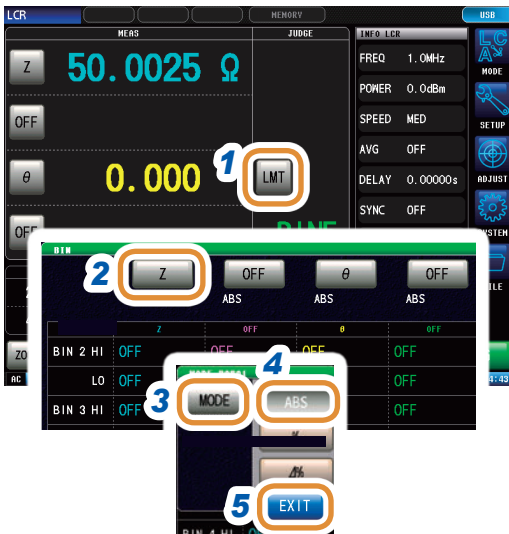 LCR MEMORY USB
MEAS JUDGE INFO LCR
Z 50.0025 Ω
FREQ 1.0MHz
MODE
POWER 0.0dBm
OFF
SPEED MED
SETUP
AVG OFF
θ 0.000
1 LMT
DELAY 0.00000s
ADJUST
SYNC OFF
BIN
2 Z OFF θ OFF
ABS ABS ABS
Z OFF θ OFF
BIN 2 HI OFF OFF OFF OFF
LO OFF OFF
BIN 3 HI OFF OFF
AC
4:43
3 MODE
4 ABS
Δ%
5 EXIT